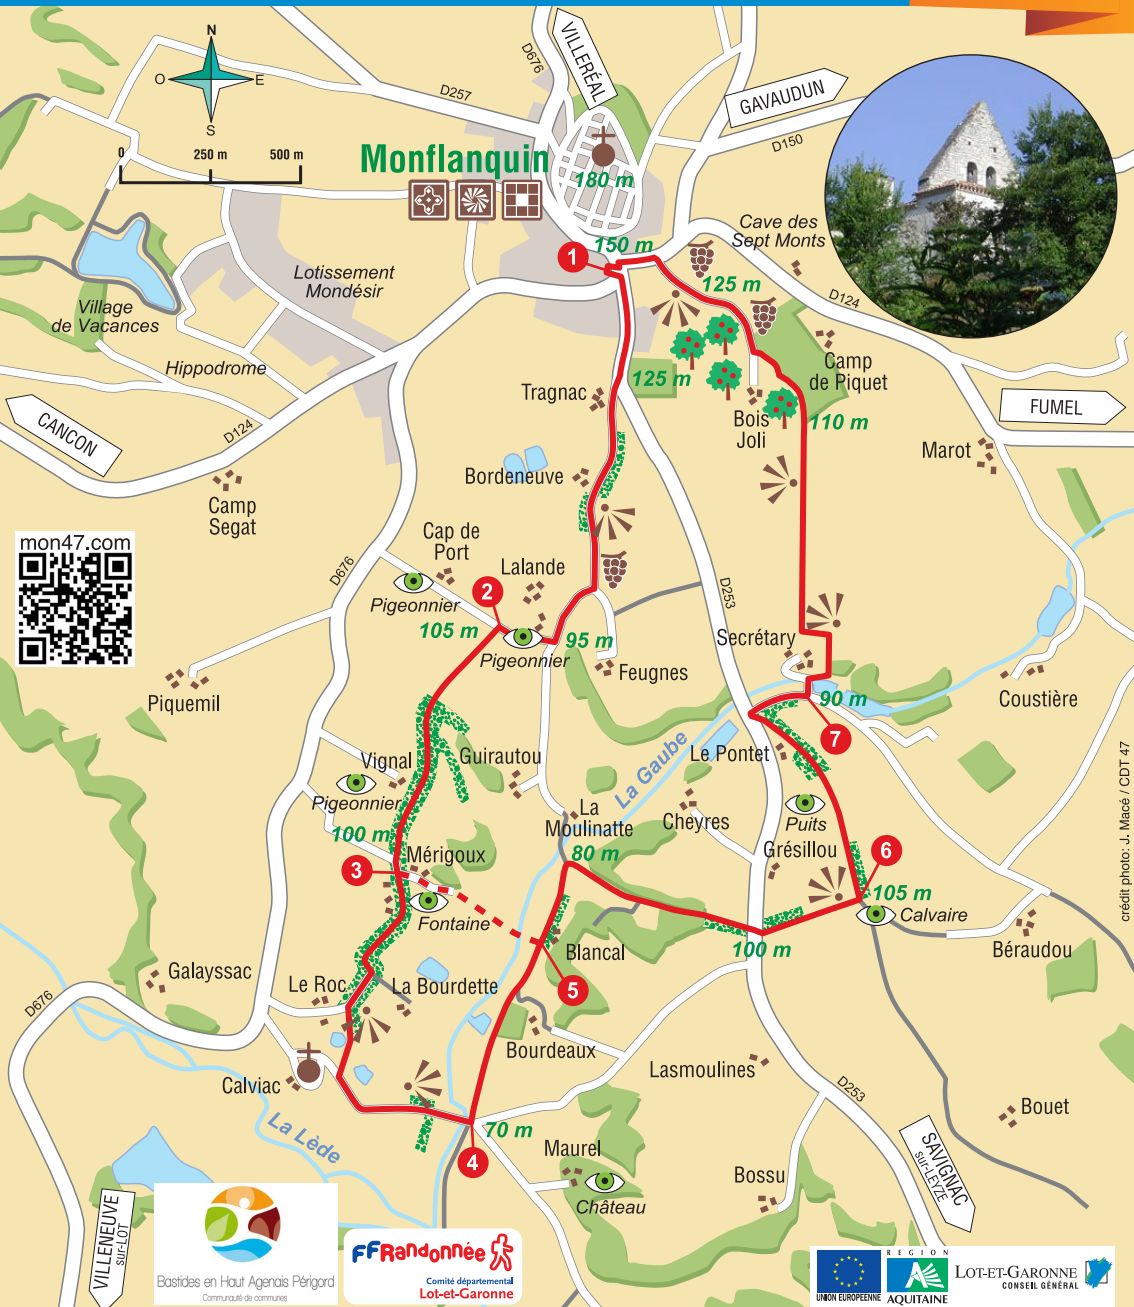 N
O
E
S
0
250 m
500 m
D676
VILLERÉAL
D257
GAVAUDUN
D150
Monflanquin
180 m
150 m
1
Cave des
Sept Monts
125 m
D124
Lotissement
Mondésir
Village
de Vacances
Hippodrome
CANCON
D124
Tragnac
125 m
Camp
de Piquet
Bois
Joli
110 m
FUMEL
Marot
Camp
Segat
Bordeneuve
mon47.com
D676
Cap de
Port
Pigeonnier
Lalande
2
105 m
Pigeonnier
95 m
Feugnes
D253
Secrétary
90 m
7
Coustière
Piquemil
Vignal
Pigeonnier
Guirautou
La Gaube
Le Pontet
100 m
La
Moulinatte
80 m
Cheyres
Puits
Grésillou
6
105 m
Calvaire
3
Mérigoux
Fontaine
100 m
Béraudou
Blancal
5
Galayssac
Le Roc
La Bourdette
D676
Bourdeaux
Lasmoulines
D253
Calviac
La Lède
70 m
4
Bouet
Maurel
Château
Bossu
SAVIGNAC
sur-LEYZE
VILLENEUVE
sur-LOT
crédit photo: J. Macé / CDT 47
Bastides en Haut Agenais Périgord
Communauté de communes
FFRandonnée
Comité départemental
Lot-et-Garonne
UNION EUROPEENNE
REGION
AQUITAINE
LOT-ET-GARONNE
CONSEIL GÉNÉRAL